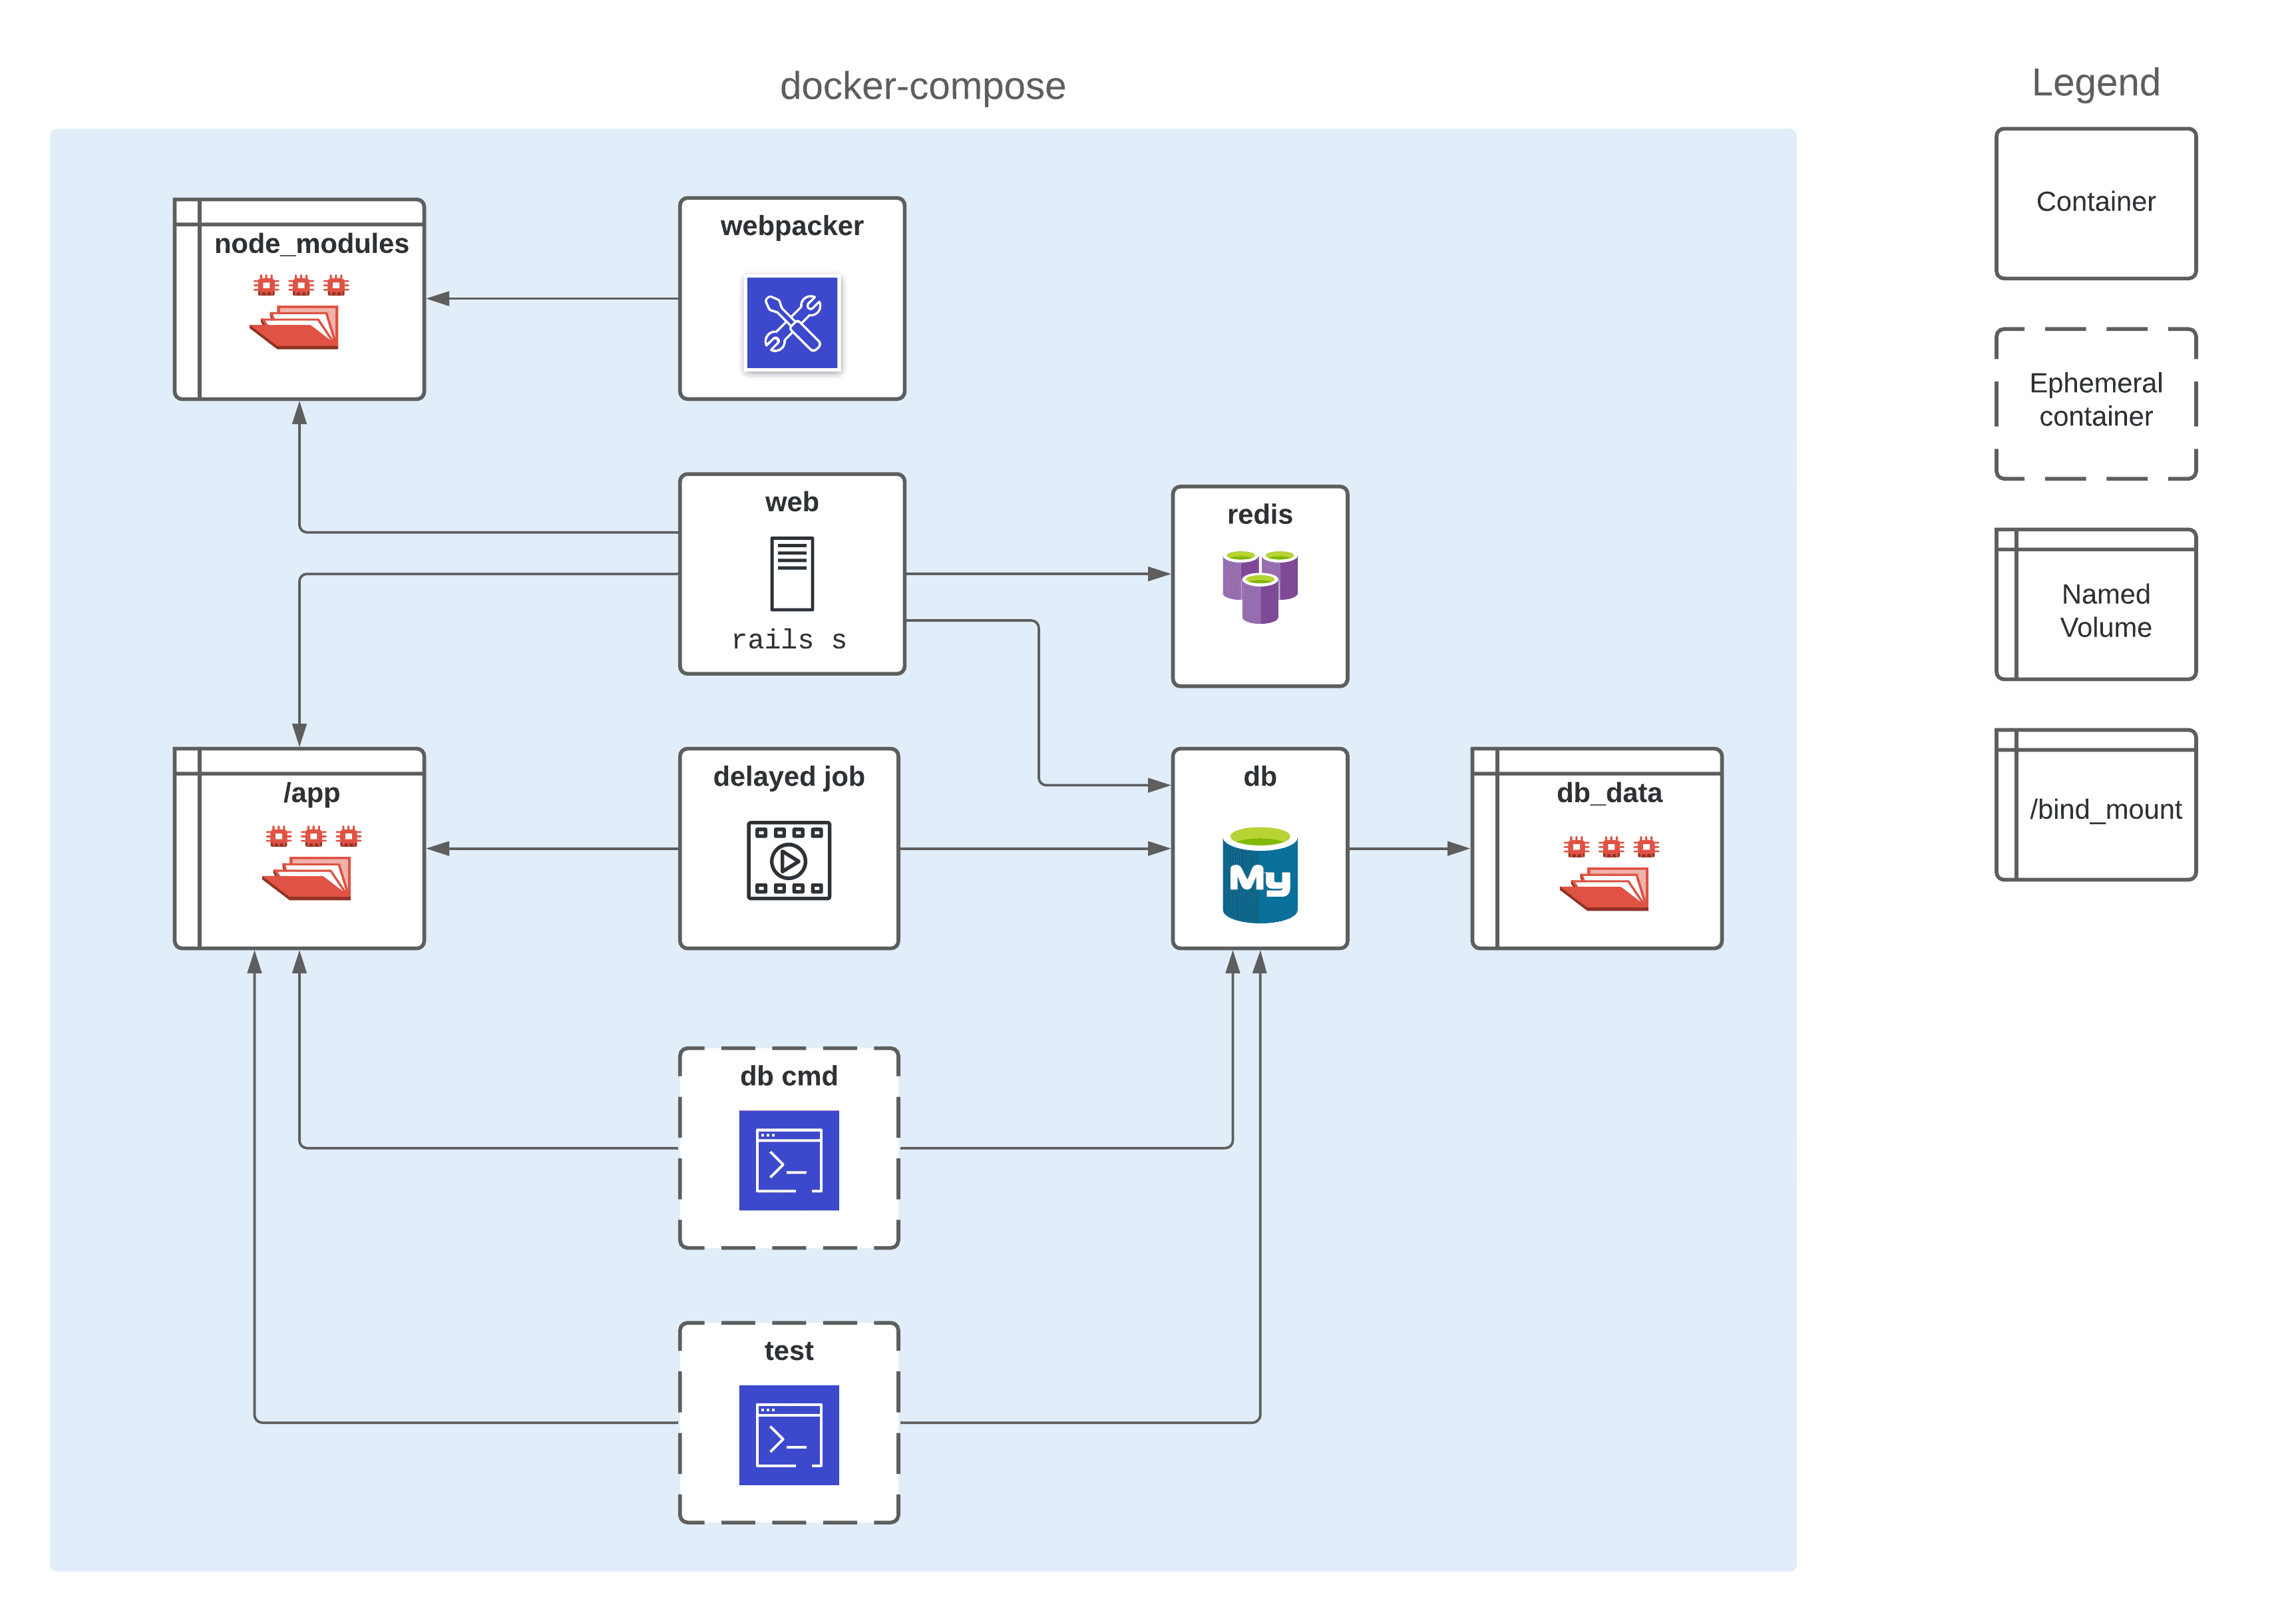 docker-compose
Legend
node_modules
webpacker
Container
Ephemeral
container
web
rails s
redis
Named
Volume
/app
delayed job
db
My
db_data
/bind_mount
db cmd
>_
test
>_